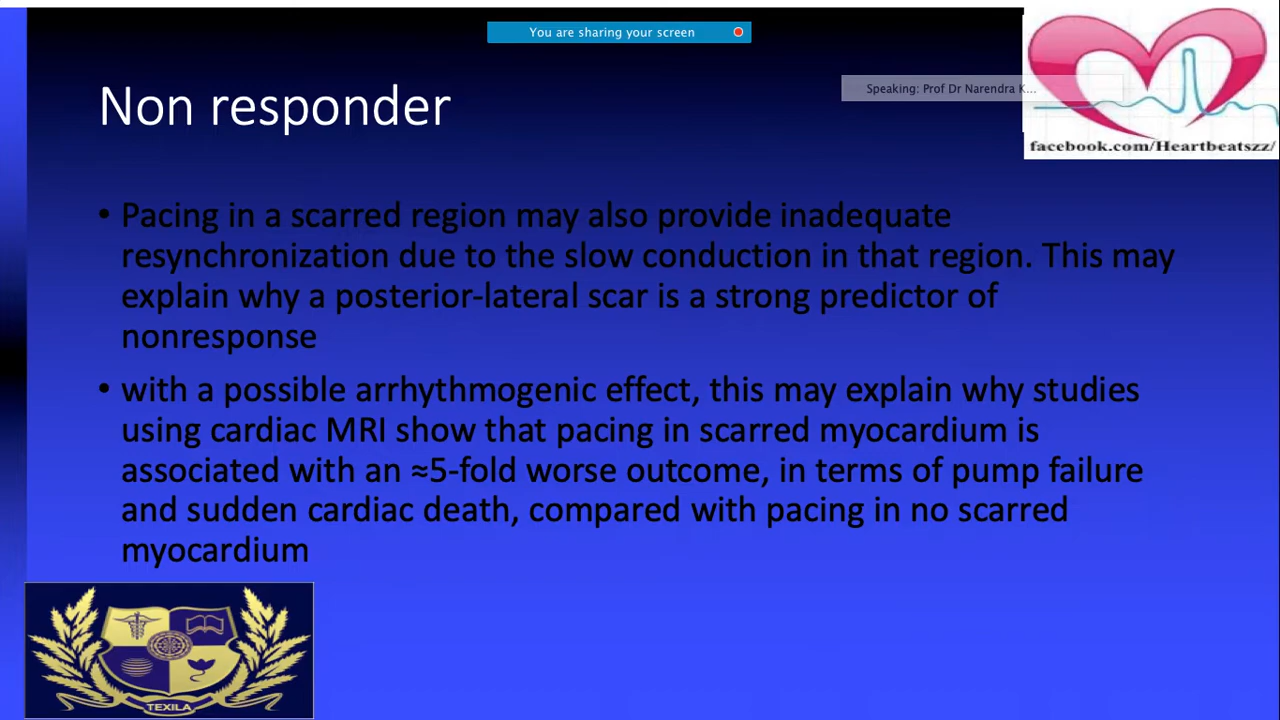 You are sharing your screen
Speaking: Prof Dr Narendra K...
Non responder
facebook.com/Heartbeatszz/
• Pacing in a scarred region may also provide inadequate
resynchronization due to the slow conduction in that region. This may
explain why a posterior-lateral scar is a strong predictor of
nonresponse
• with a possible arrhythmogenic effect, this may explain why studies
using cardiac MRI show that pacing in scarred myocardium is
associated with an ≈5-fold worse outcome, in terms of pump failure
and sudden cardiac death, compared with pacing in no scarred
myocardium
TEXILA